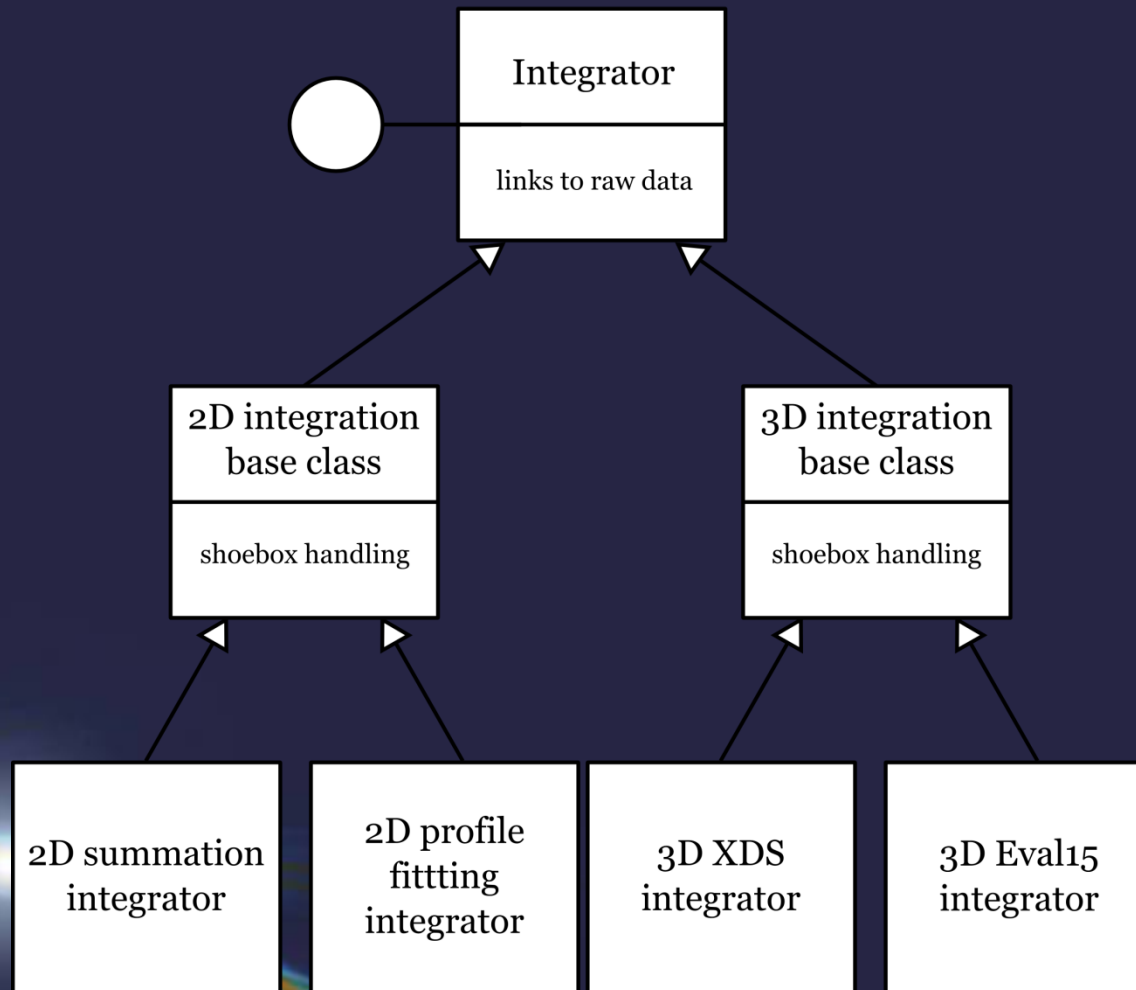 Integrator
links to raw data
2D integration
base class
shoebox handling
3D integration
base class
shoebox handling
2D summation
integrator
2D profile
fittting
integrator
3D XDS
integrator
3D Eval15
integrator